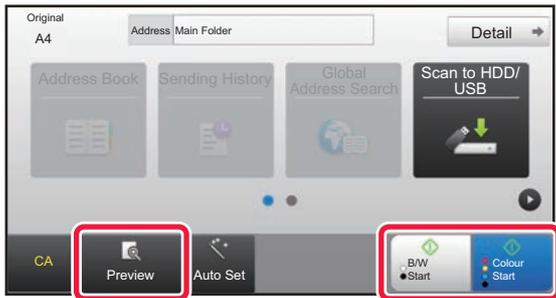 Original
A4
Address Main Folder
Detail
Address Book
Sending History
Global
Address Search
Scan to HDD/
USB
CA
Preview
Auto Set
B/W
Start
Colour
Start